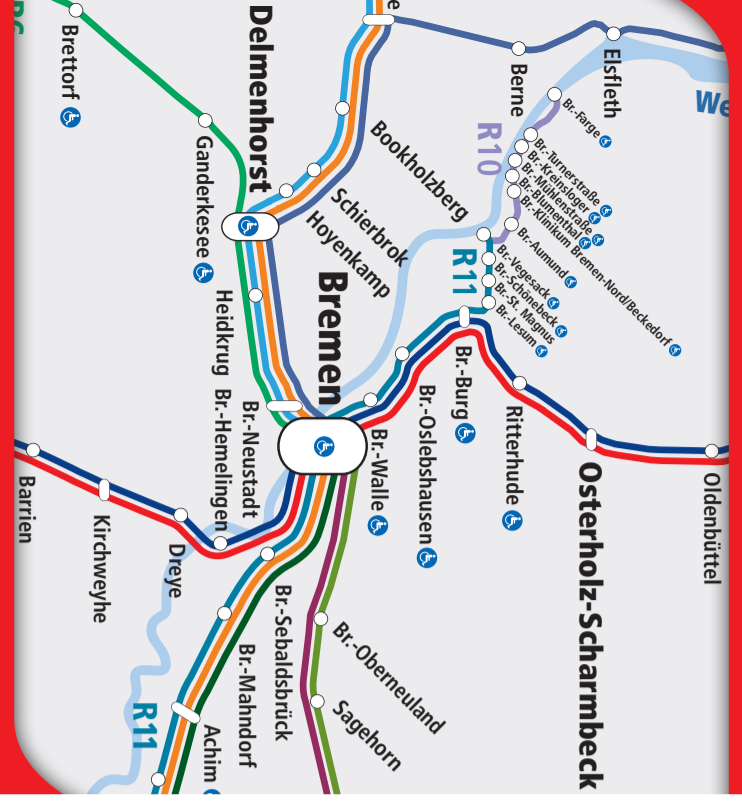 We
Oldenbüttel
Elsfleth
Osterholz-Scharmbeck
Berne
Br.-Farge
Br.-Turnerstraße
Br.-Kreinsloger
Br.-Mühlenstraße
Br.-Blumenthal
Br.-Klinikum Bremen-Nord/Beckedorf
Br.-Aumund
R10
Ritterhude
Br.-Vegesack
Br.-Schönebeck
Br.-St. Magnus
Br.-Lesum
R11
Br.-Burg
Bookholzberg
Br.-Oslebshausen
Schierbrok
Hoyenkamp
Br.-Walle
Br.-Oberneuland
Sagehorn
Bremen
Delmenhorst
Br.-Neustadt
Br.-Sebaldsbrück
Heidkrug
Br.-Hemelingen
Br.-Mahndorf
Ganderkesee
Achim
Dreye
R11
Kirchweyhe
Brettorf
Barrien